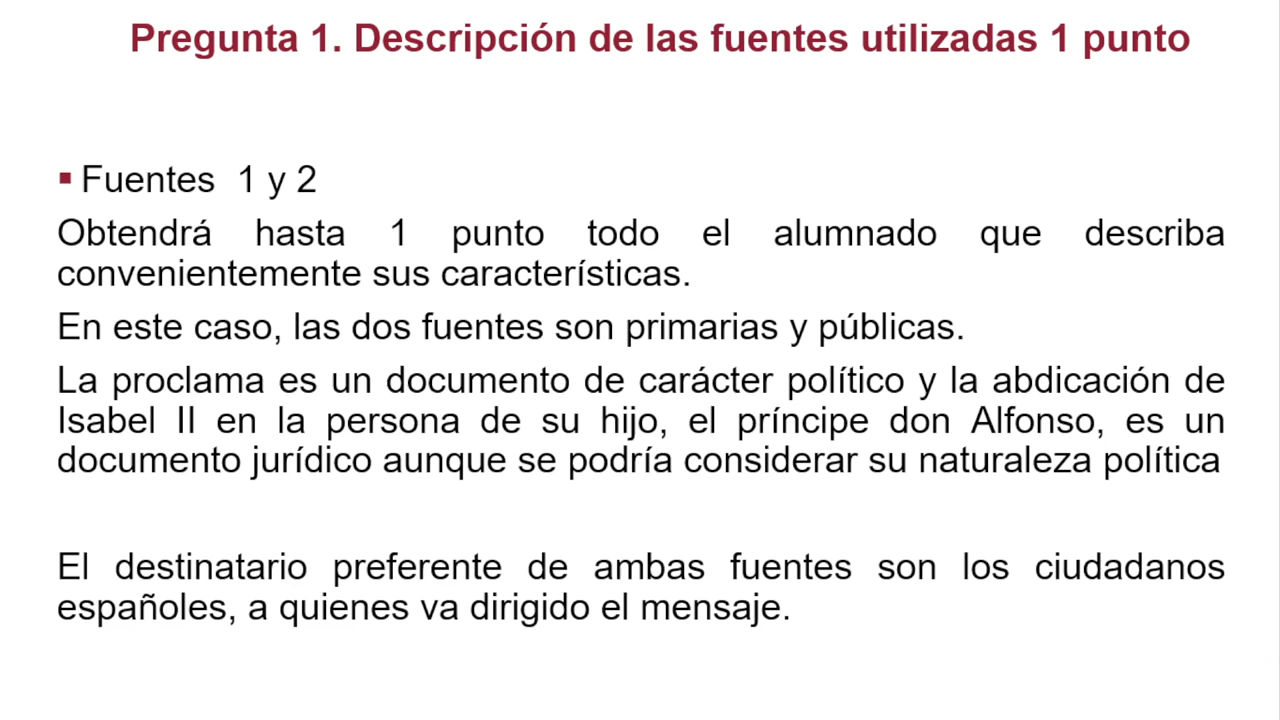 Pregunta 1. Descripción de las fuentes utilizadas 1 punto
▪ Fuentes 1 y 2
Obtendrá hasta 1 punto todo el alumnado que describa
convenientemente sus características.
En este caso, las dos fuentes son primarias y públicas.
La proclama es un documento de carácter político y la abdicación de
Isabel II en la persona de su hijo, el príncipe don Alfonso, es un
documento jurídico aunque se podría considerar su naturaleza política
El destinatario preferente de ambas fuentes son los ciudadanos
españoles, a quienes va dirigido el mensaje.